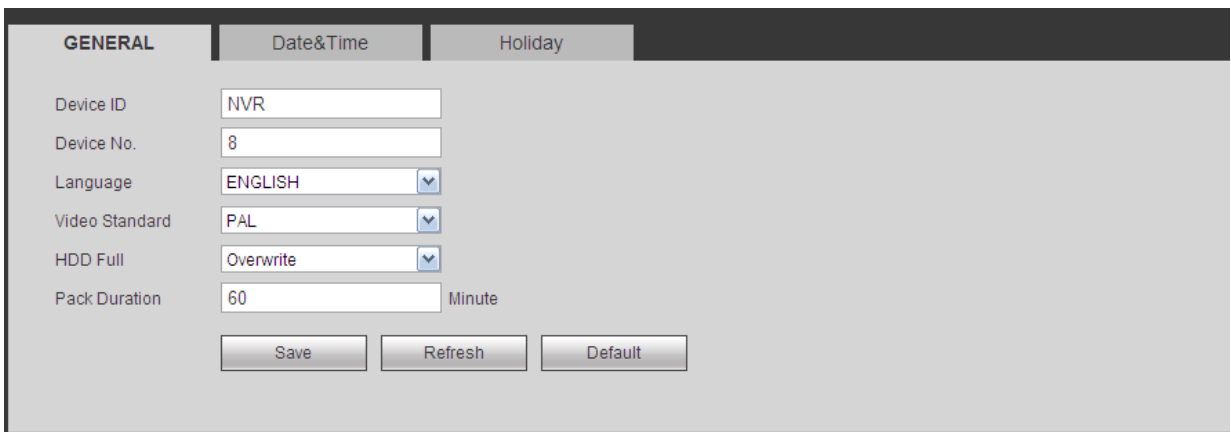 GENERAL Date&Time Holiday
Device ID NVR
Device No. 8
Language ENGLISH
Video Standard PAL
HDD Full Overwrite
Pack Duration 60 Minute
Save Refresh Default